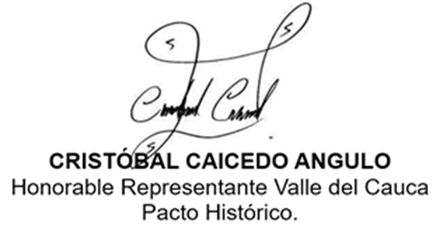 CRISTÓBAL CAICEDO ANGULO
Honorable Representante Valle del Cauca
Pacto Histórico.